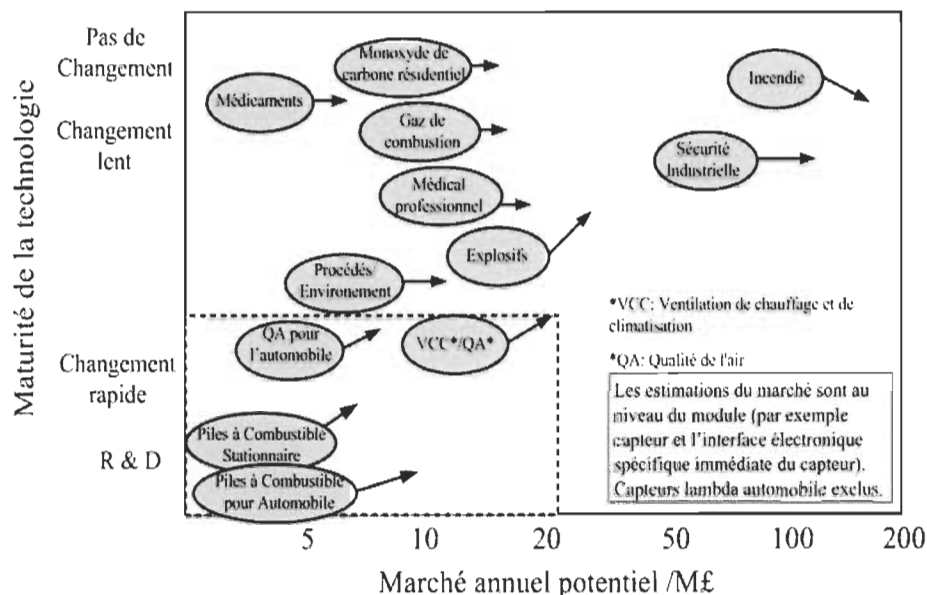 Maturité de la technologie
Pas de
Changement
Changement
lent
Changement
rapide
R & D
Médicaments
Monoxyde de
carbone résidentiel
Gaz de
combustion
Médical
professionnel
Explosifs
Procédés/
Environement
Incendie
Sécurité
Industrielle
QA pour
l'automobile
VCC*/QA*
Piles à Combustible
Stationnaire
Piles à Combustible
pour Automobile
*VCC: Ventilation de chauffage et de
climatisation
*QA: Qualité de l'air
Les estimations du marché sont au
niveau du module (par exemple
capteur et l'interface électronique
spécifique immédiate du capteur).
Capteurs lambda automobile exclus.
5 10 20 50 100 200
Marché annuel potentiel /M£